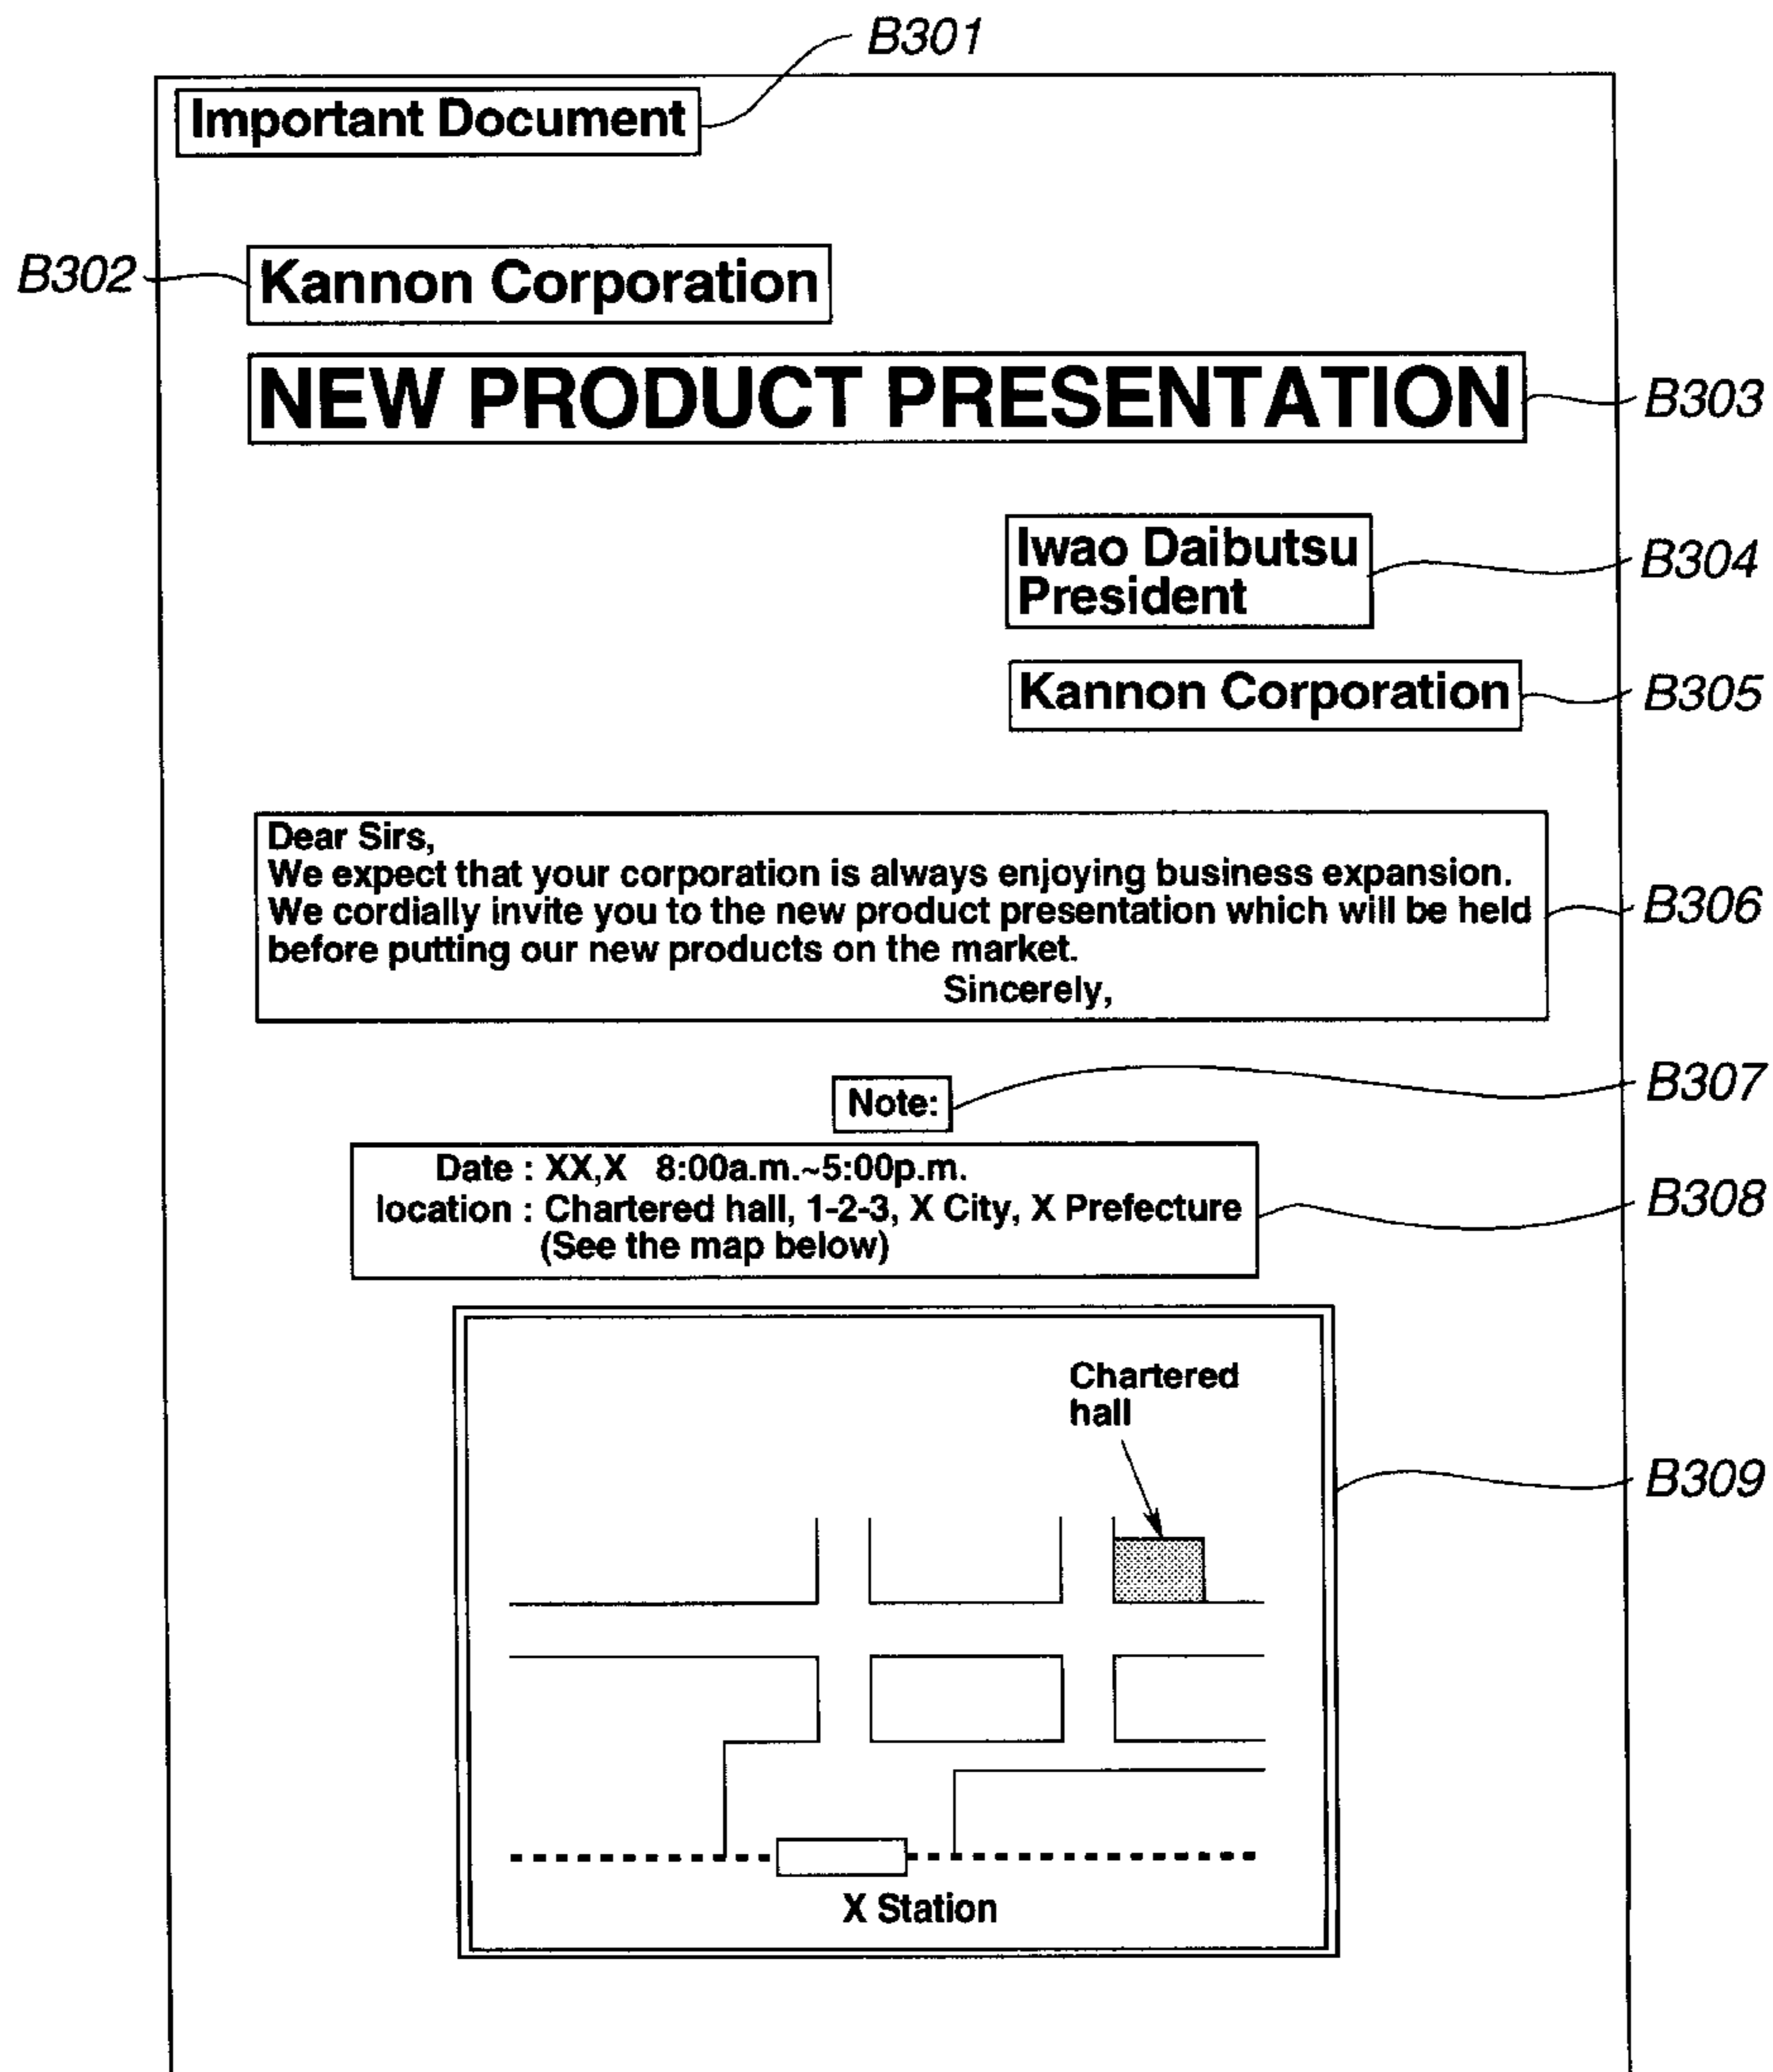 B301
Important Document
B302
Kannon Corporation
NEW PRODUCT PRESENTATION
B303
Iwao Daibutsu
President
B304
Kannon Corporation
B305
Dear Sirs,
We expect that your corporation is always enjoying business expansion.
We cordially invite you to the new product presentation which will be held
before putting our new products on the market.
Sincerely,
B306
Note:
B307
Date : XX,X 8:00a.m.~5:00p.m.
location : Chartered hall, 1-2-3, X City, X Prefecture
(See the map below)
B308
Chartered
hall
B309
X Station